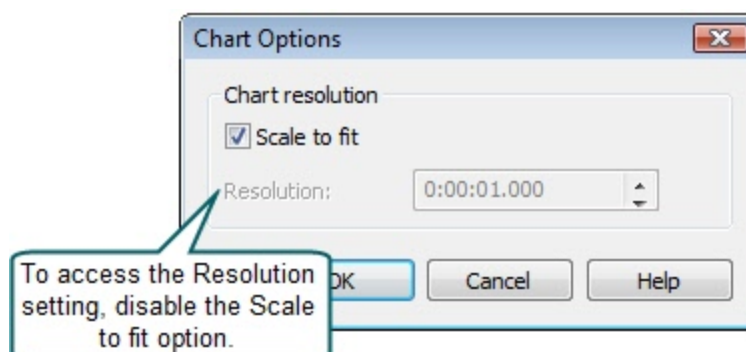 Chart Options
Chart resolution
Scale to fit
Resolution: 0:00:01.000
To access the Resolution
setting, disable the Scale
to fit option.
Cancel Help